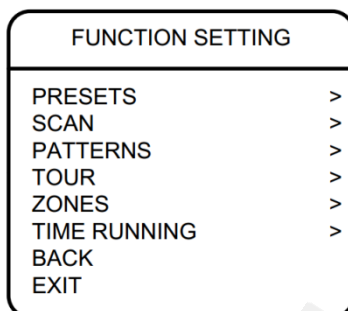 FUNCTION SETTING
PRESETS >
SCAN >
PATTERNS >
TOUR >
ZONES >
TIME RUNNING >
BACK
EXIT